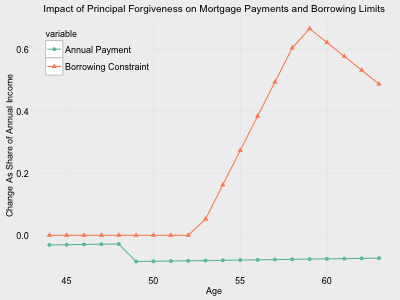 Impact of Principal Forgiveness on Mortgage Payments and Borrowing Limits
variable
Annual Payment
Borrowing Constraint
Change As Share of Annual Income
0.6
0.4
0.2
0.0
45 50 55 60
Age